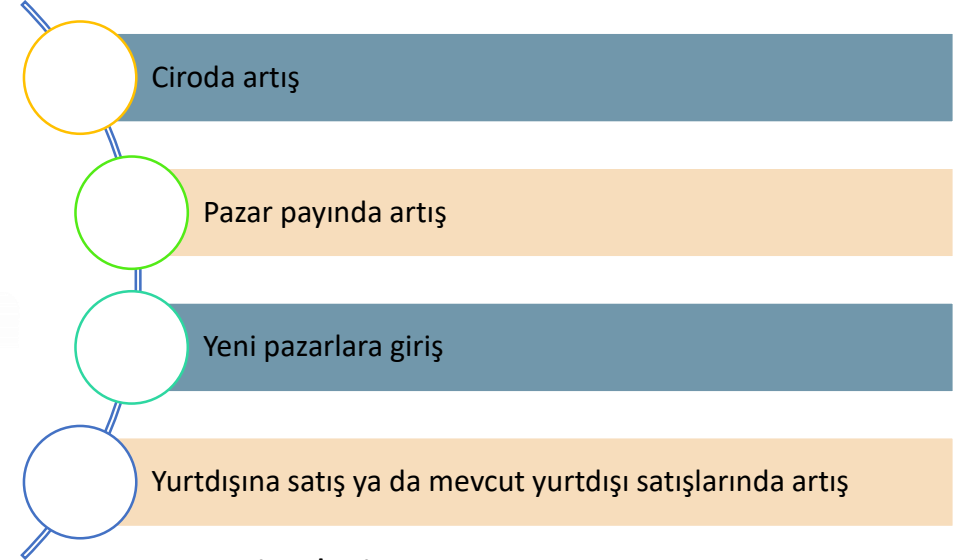 Ciroda artış
Pazar payında artış
Yeni pazarlara giriş
Yurtdışına satış ya da mevcut yurtdışı satışlarında artış